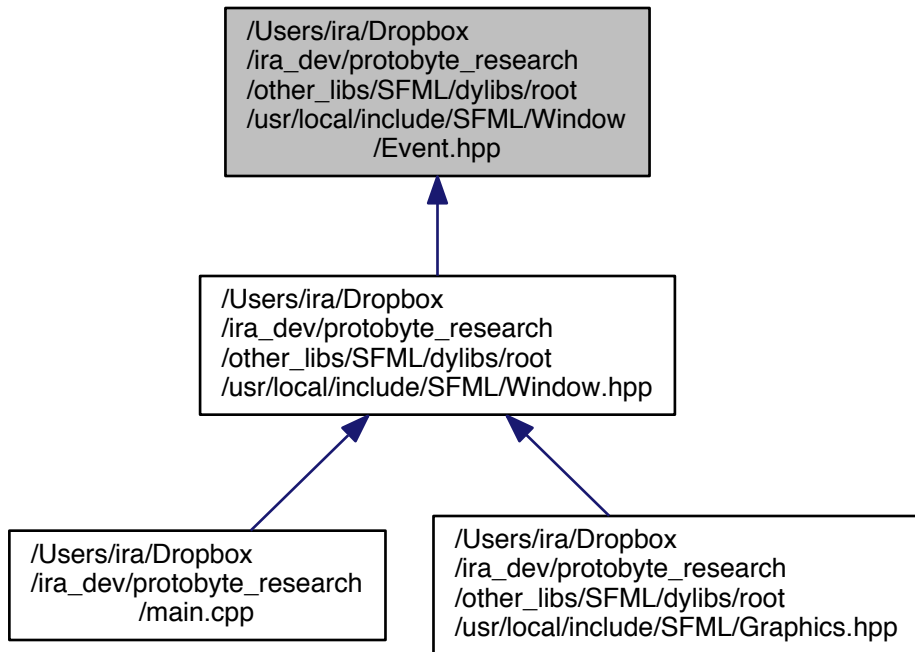 /Users/ira/Dropbox
/ira_dev/protobyte_research
/other_libs/SFML/dylibs/root
/usr/local/include/SFML/Window
/Event.hpp
/Users/ira/Dropbox
/ira_dev/protobyte_research
/other_libs/SFML/dylibs/root
/usr/local/include/SFML/Window.hpp
/Users/ira/Dropbox
/ira_dev/protobyte_research
/main.cpp
/Users/ira/Dropbox
/ira_dev/protobyte_research
/other_libs/SFML/dylibs/root
/usr/local/include/SFML/Graphics.hpp